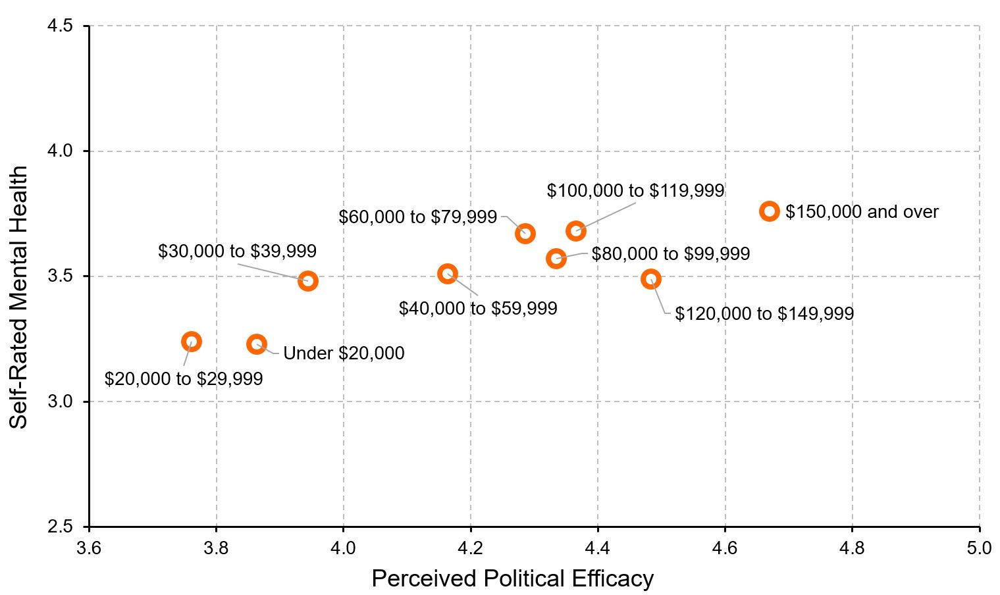 4.5
4.0
$100,000 to $119,999
$150,000 and over
$60,000 to $79,999
$30,000 to $39,999
$80,000 to $99,999
3.5
$40,000 to $59,999
$120,000 to $149,999
Under $20,000
$20,000 to $29,999
3.0
2.5
Self-Rated Mental Health
3.6 3.8 4.0 4.2 4.4 4.6 4.8 5.0
Perceived Political Efficacy